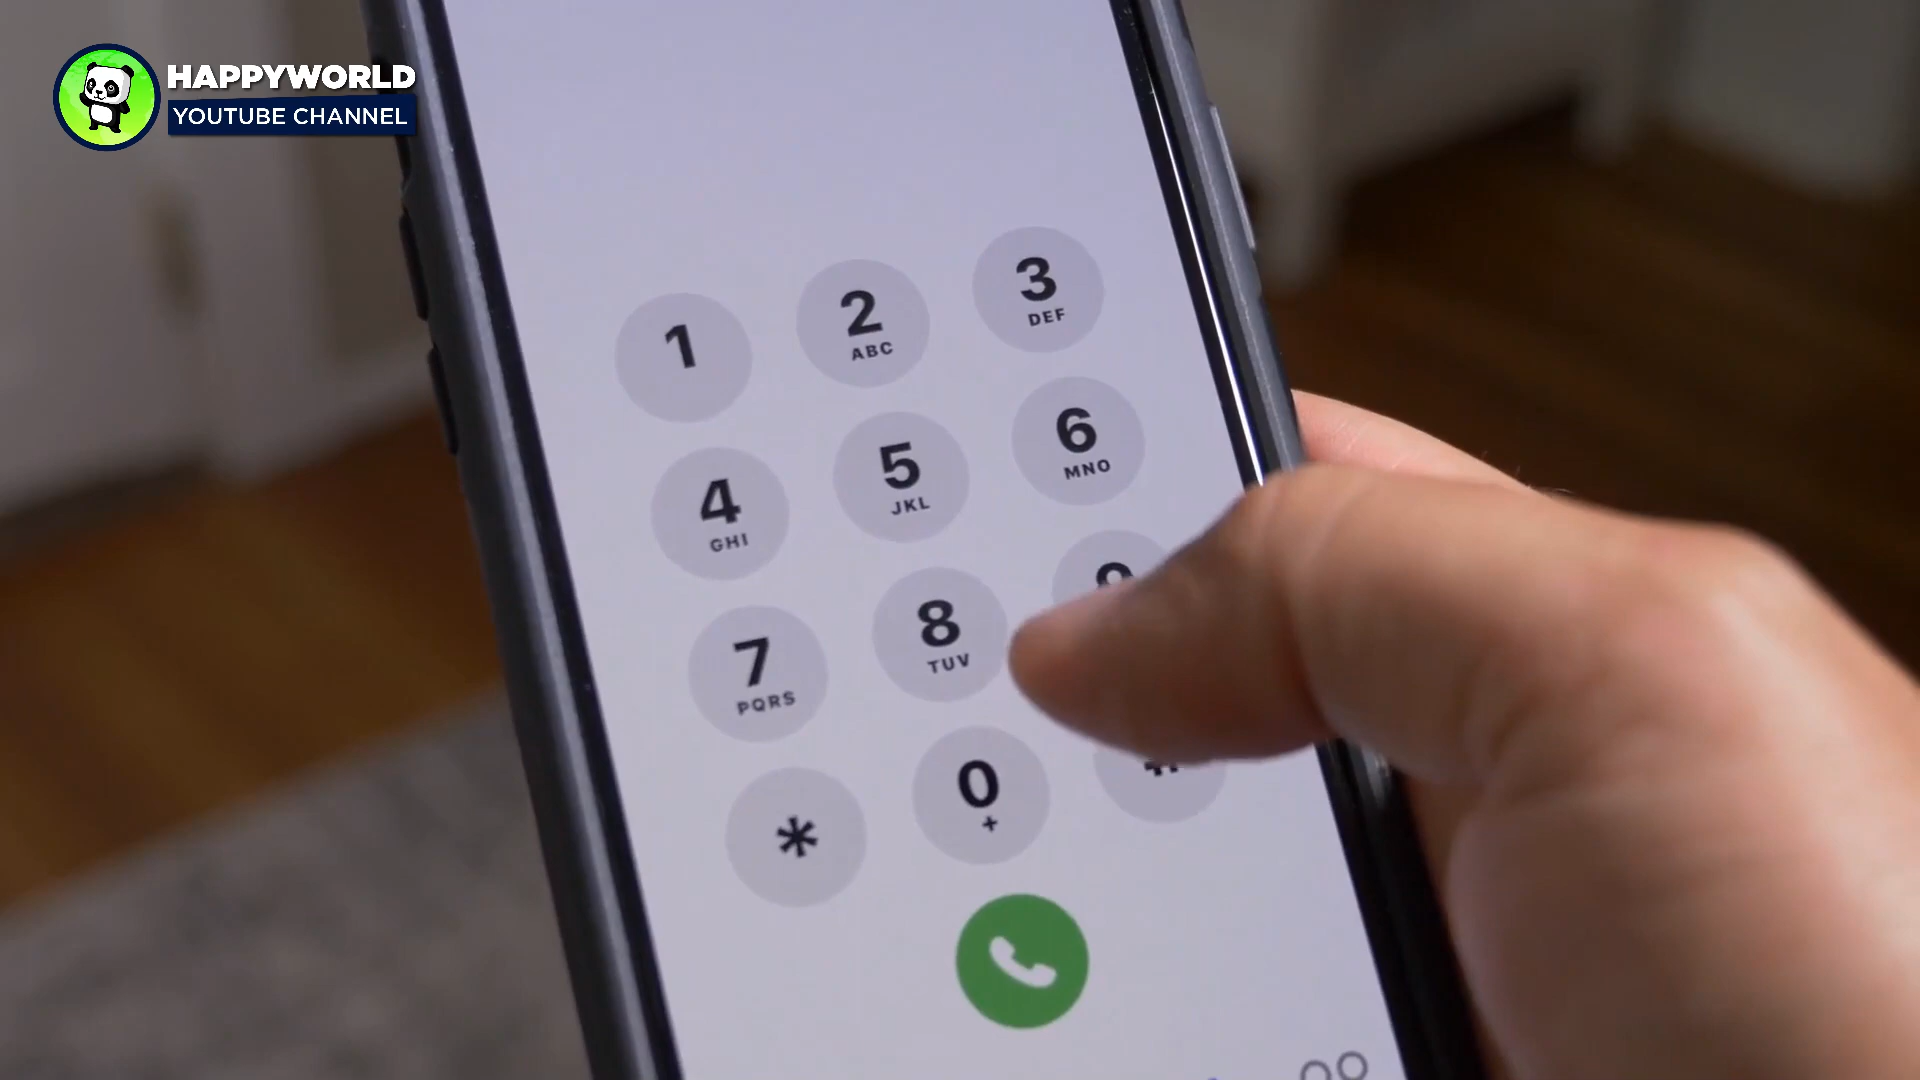 HAPPYWORLD
YOUTUBE CHANNEL
1 2 3
ABC DEF
4 5 6
GHI JKL MNO
7 8 9
PQRS TUV
* 0 #
+